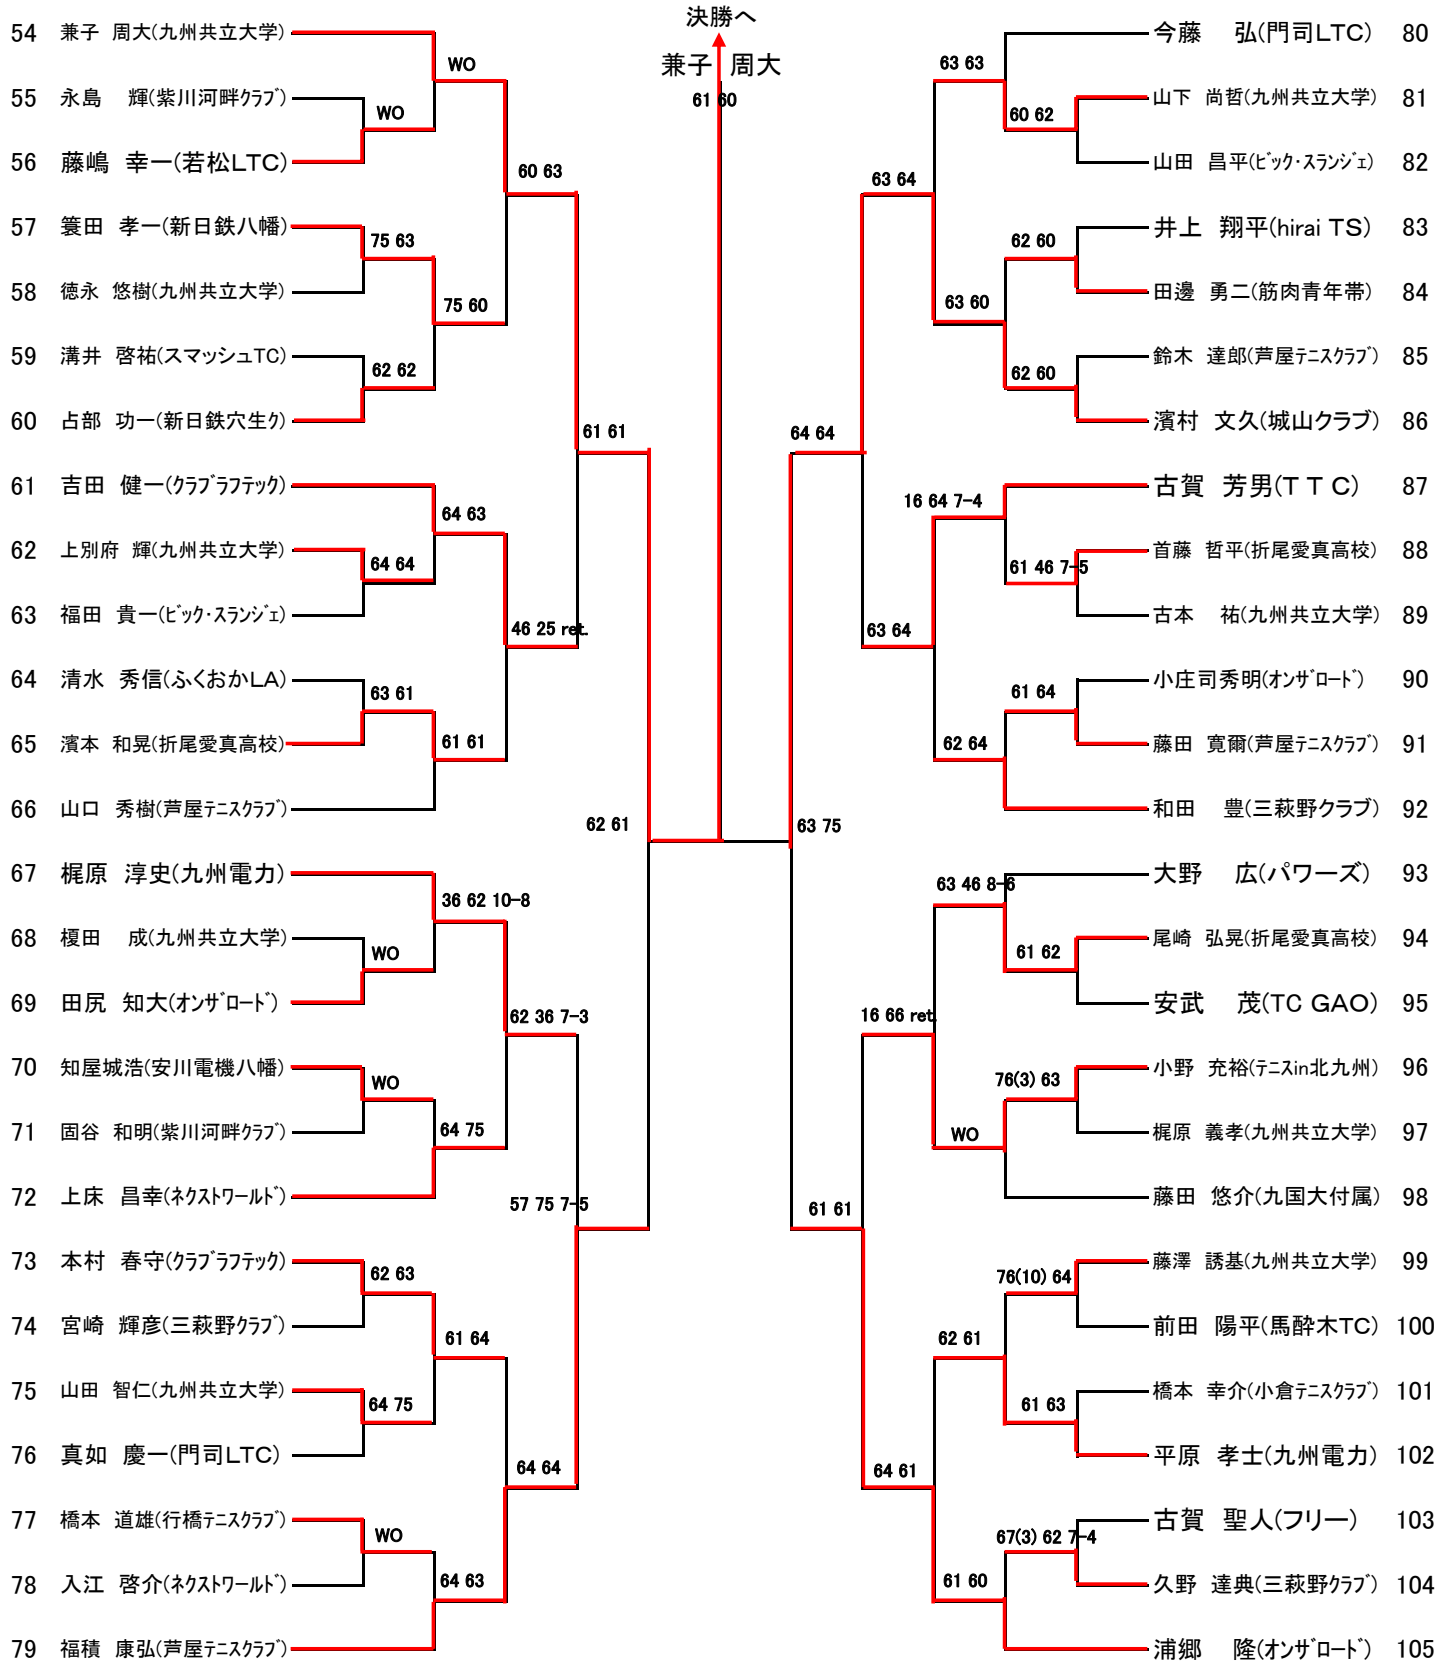 決勝へ
兼子 周大
61 60
54 兼子 周大(九州共立大学)
WO
55 永島 輝(紫川河畔クラブ)
WO
56 藤嶋 幸一(若松LTC)
60 63
57 簑田 孝一(新日鉄八幡)
75 63
58 徳永 悠樹(九州共立大学)
75 60
59 溝井 啓祐(スマッシュTC)
62 62
60 占部 功一(新日鉄穴生ク)
61 61
61 吉田 健一(クラブラフテック)
64 63
62 上別府 輝(九州共立大学)
64 64
63 福田 貴一(ビック・スランジェ)
46 25 ret.
64 清水 秀信(ふくおかLA)
63 61
65 濱本 和晃(折尾愛真高校)
61 61
66 山口 秀樹(芦屋テニスクラブ)
62 61
67 梶原 淳史(九州電力)
36 62 10-8
68 榎田 成(九州共立大学)
WO
69 田尻 知大(オンザロード)
62 36 7-3
70 知屋城浩(安川電機八幡)
WO
71 固谷 和明(紫川河畔クラブ)
64 75
72 上床 昌幸(ネクストワールド)
57 75 7-5
73 本村 春守(クラブラフテック)
62 63
74 宮崎 輝彦(三萩野クラブ)
61 64
75 山田 智仁(九州共立大学)
64 75
76 真如 慶一(門司LTC)
64 64
77 橋本 道雄(行橋テニスクラブ)
WO
78 入江 啓介(ネクストワールド)
64 63
79 福積 康弘(芦屋テニスクラブ)
今藤 弘(門司LTC) 80
63 63
山下 尚哲(九州共立大学) 81
60 62
山田 昌平(ビック・スランジェ) 82
63 64
井上 翔平(hirai TS) 83
62 60
田邊 勇二(筋肉青年帯) 84
63 60
鈴木 達郎(芦屋テニスクラブ) 85
62 60
濱村 文久(城山クラブ) 86
64 64
古賀 芳男(TTC) 87
16 64 7-4
首藤 哲平(折尾愛真高校) 88
61 46 7-5
古本 祐(九州共立大学) 89
63 64
小庄司秀明(オンザロード) 90
61 64
藤田 寛爾(芦屋テニスクラブ) 91
62 64
和田 豊(三萩野クラブ) 92
63 75
大野 広(パワーズ) 93
63 46 8-6
尾崎 弘晃(折尾愛真高校) 94
61 62
安武 茂(TC GAO) 95
16 66 ret.
小野 充裕(テニスin北九州) 96
76(3) 63
梶原 義孝(九州共立大学) 97
WO
藤田 悠介(九国大付属) 98
61 61
藤澤 誘基(九州共立大学) 99
76(10) 64
前田 陽平(馬酔木TC) 100
62 61
橋本 幸介(小倉テニスクラブ) 101
61 63
平原 孝士(九州電力) 102
64 61
古賀 聖人(フリー) 103
67(3) 62 7-4
久野 達典(三萩野クラブ) 104
61 60
浦郷 隆(オンザロード) 105